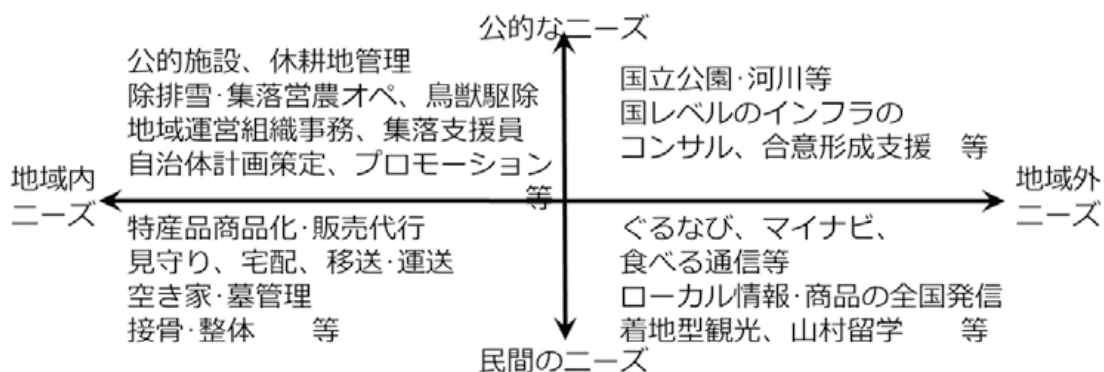 公的なニーズ
公的施設、休耕地管理
除排雪･集落営農オペ、鳥獣駆除
地域運営組織事務、集落支援員
自治体計画策定、プロモーション
等
国立公園･河川等
国レベルのインフラの
コンサル、合意形成支援　等
地域内
ニーズ
地域外
ニーズ
特産品商品化･販売代行
見守り、宅配、移送･運送
空き家･墓管理
接骨･整体　　等
ぐるなび、マイナビ、
食べる通信等
ローカル情報･商品の全国発信
着地型観光、山村留学　　等
民間のニーズ